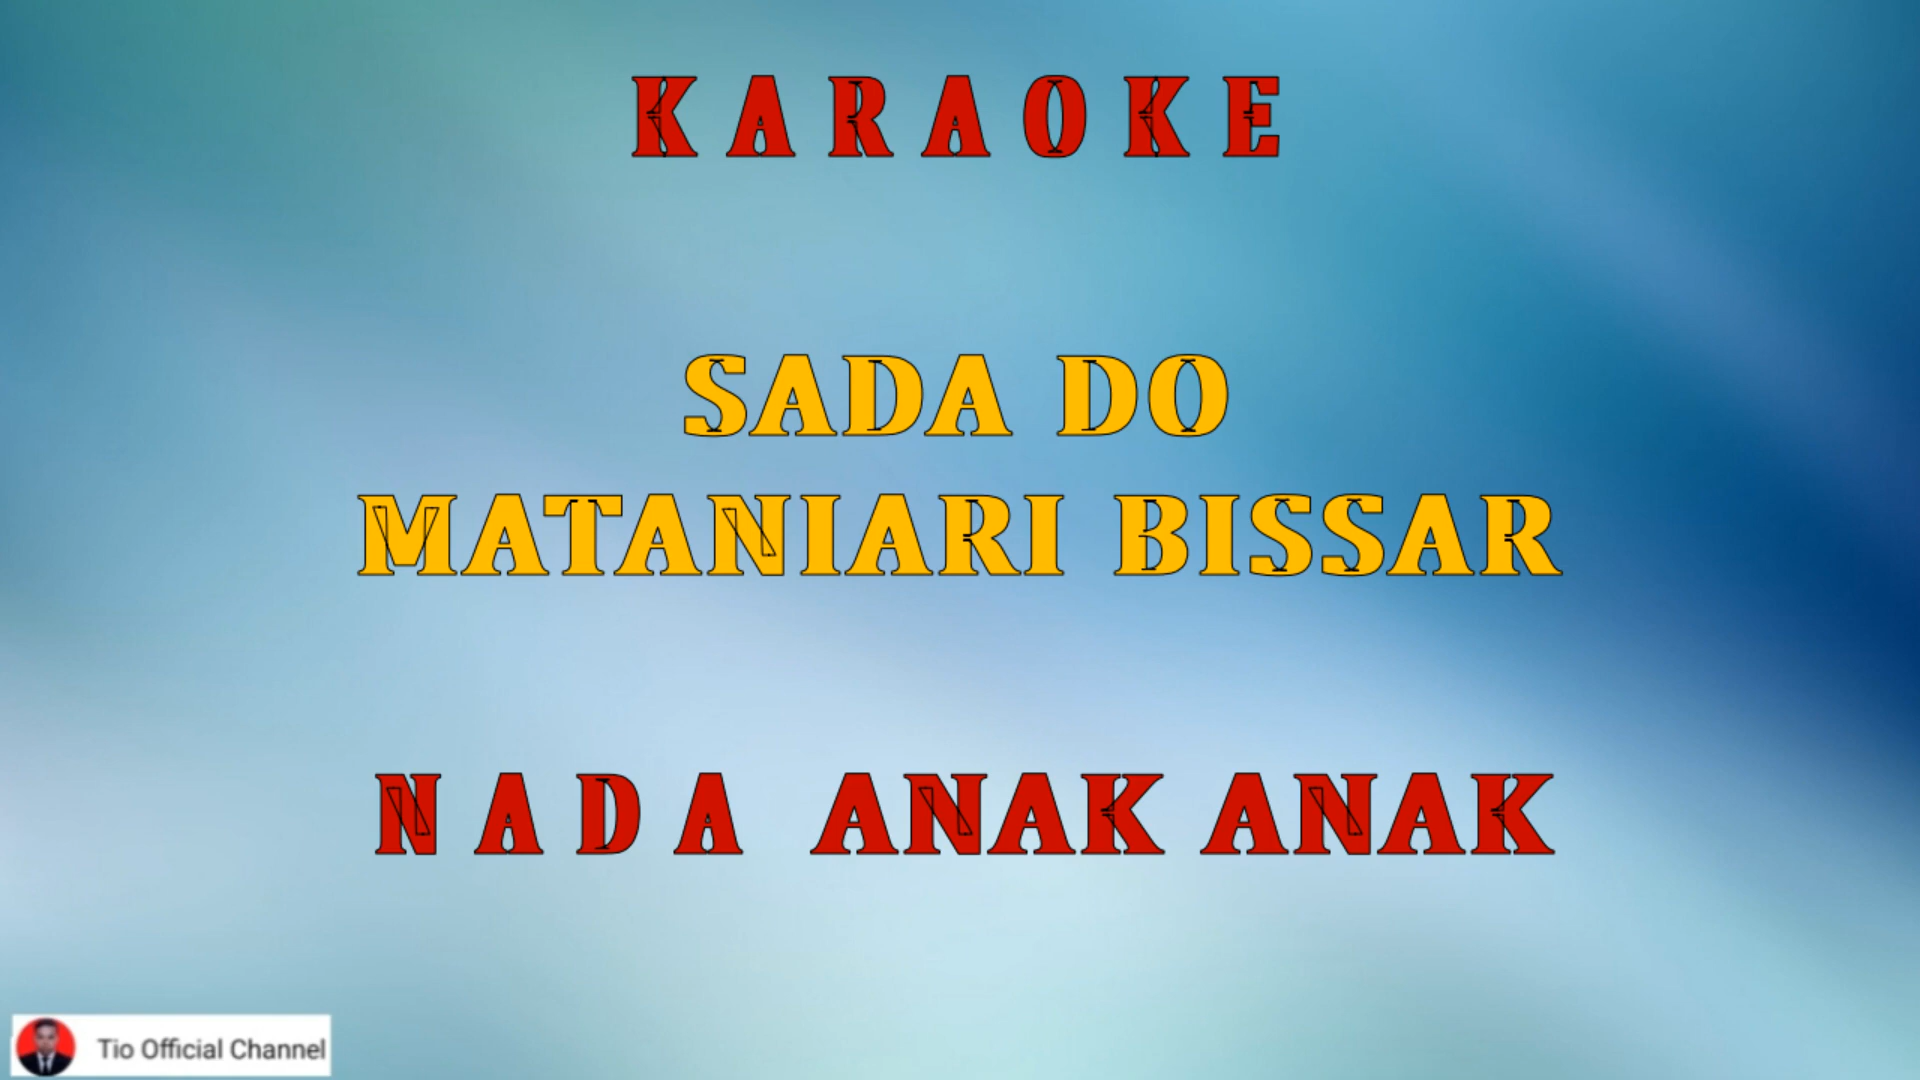 KARAOKE
SADA DO
MATANIARI BISSAR
NADA ANAK ANAK
Tio Official Channel